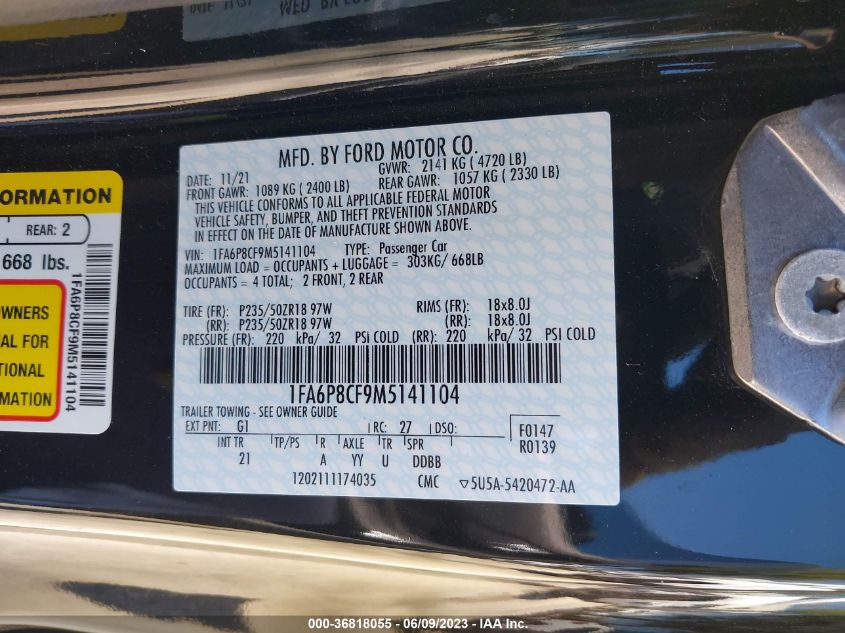 WED
ORMATION
REAR: 2
668 lbs.
OWNERS
AL FOR
TIONAL
MATION
1FA6P8CF9M5141104
MFD. BY FORD MOTOR CO.
DATE: 11/21 GVWR: 2141 KG ( 4720 LB)
FRONT GAWR: 1089 KG ( 2400 LB) REAR GAWR: 1057 KG ( 2330 LB)
THIS VEHICLE CONFORMS TO ALL APPLICABLE FEDERAL MOTOR
VEHICLE SAFETY, BUMPER, AND THEFT PREVENTION STANDARDS
IN EFFECT ON THE DATE OF MANUFACTURE SHOWN ABOVE.
VIN: 1FA6P8CF9M5141104 TYPE: Passenger Car
MAXIMUM LOAD = OCCUPANTS + LUGGAGE = 303KG/ 668LB
OCCUPANTS = 4 TOTAL; 2 FRONT, 2 REAR
TIRE (FR): P235/50ZR18 97W RIMS (FR): 18x8.0J
(RR): P235/50ZR18 97W (RR): 18x8.0J
PRESSURE (FR): 220 kPa/ 32 PSI COLD (RR): 220 kPa/ 32 PSI COLD
1FA6P8CF9M5141104
TRAILER TOWING - SEE OWNER GUIDE
EXT PNT: G1 RC: 27 DSO: F0147
INT TR TP/PS R AXLE TR SPR R0139
21 A YY U DDBB
1202111174035 CMC ▽5U5A-5420472-AA
000-36818055 - 06/09/2023 - IAA Inc.